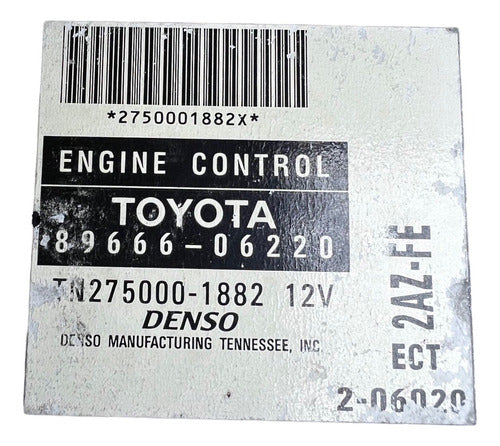 *2750001882X*
ENGINE CONTROL
TOYOTA
89666-06220
TN275000-1882 12V
DENSO
DENSO MANUFACTURING TENNESSEE, INC.
2AZ-FE
ECT
2-06020